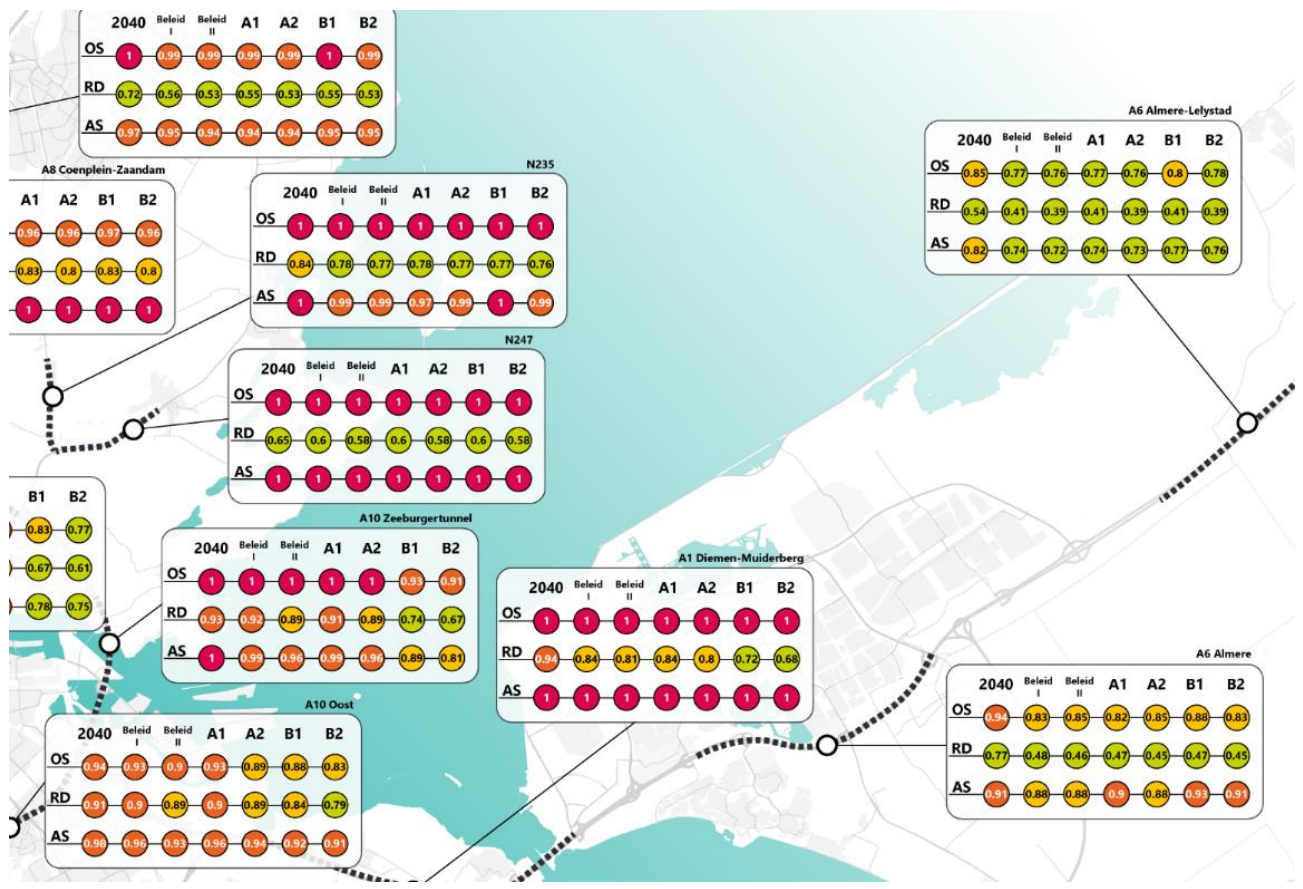 2040 Beleid I Beleid II A1 A2 B1 B2
OS 1 0.99 0.99 0.99 0.99 1 0.99
RD 0.72 0.56 0.53 0.55 0.53 0.55 0.53
AS 0.97 0.95 0.94 0.94 0.94 0.95 0.95
A6 Almere-Lelystad
2040 Beleid I Beleid II A1 A2 B1 B2
OS 0.85 0.77 0.76 0.77 0.76 0.8 0.78
RD 0.54 0.41 0.39 0.41 0.39 0.41 0.39
AS 0.82 0.74 0.72 0.74 0.73 0.77 0.76
A8 Coenplein-Zaandam
A1 A2 B1 B2
0.96 0.96 0.97 0.96
0.83 0.8 0.83 0.8
1 1 1 1
N235
2040 Beleid I Beleid II A1 A2 B1 B2
OS 1 1 1 1 1 1 1
RD 0.84 0.78 0.77 0.78 0.77 0.77 0.76
AS 1 0.99 0.99 0.97 0.99 1 0.99
N247
2040 Beleid I Beleid II A1 A2 B1 B2
OS 1 1 1 1 1 1 1
RD 0.65 0.6 0.58 0.6 0.58 0.6 0.58
AS 1 1 1 1 1 1 1
B1 B2
0.83 0.77
0.67 0.61
0.78 0.75
A10 Zeeburgertunnel
2040 Beleid I Beleid II A1 A2 B1 B2
OS 1 1 1 1 1 0.93 0.91
RD 0.93 0.92 0.89 0.91 0.89 0.74 0.67
AS 1 0.99 0.96 0.99 0.96 0.89 0.81
A1 Diemen-Muiderberg
2040 Beleid I Beleid II A1 A2 B1 B2
OS 1 1 1 1 1 1 1
RD 0.94 0.84 0.81 0.84 0.8 0.72 0.68
AS 1 1 1 1 1 1 1
A6 Almere
2040 Beleid I Beleid II A1 A2 B1 B2
OS 0.94 0.83 0.85 0.82 0.85 0.88 0.83
RD 0.77 0.48 0.46 0.47 0.45 0.47 0.45
AS 0.91 0.88 0.88 0.9 0.88 0.93 0.91
A10 Oost
2040 Beleid I Beleid II A1 A2 B1 B2
OS 0.94 0.93 0.9 0.93 0.89 0.88 0.83
RD 0.91 0.9 0.89 0.9 0.89 0.84 0.79
AS 0.98 0.96 0.93 0.96 0.94 0.92 0.91